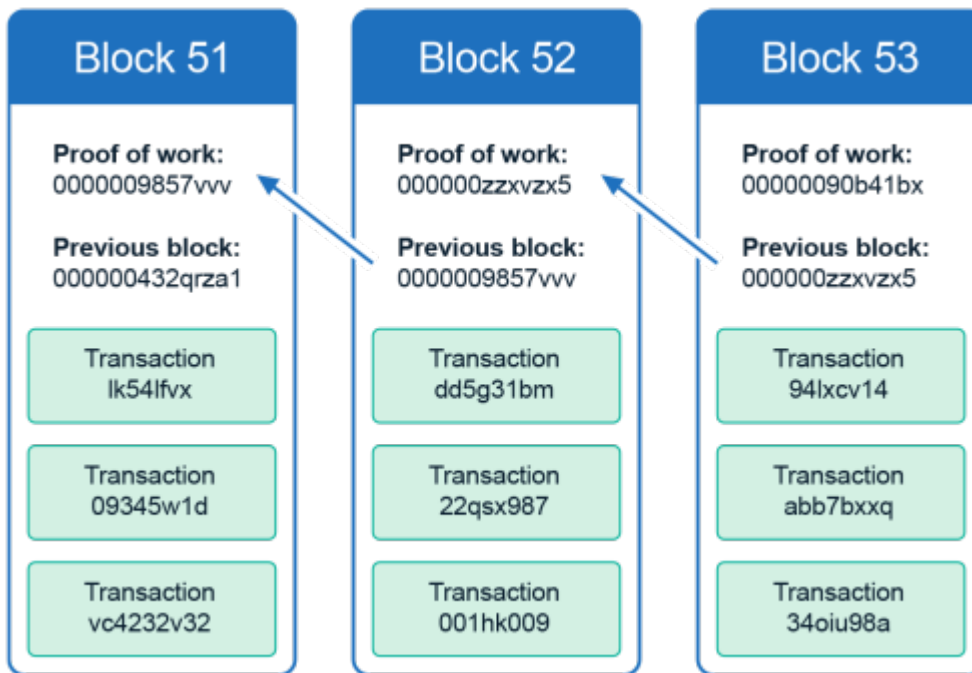 Block 51
Proof of work:
0000009857vvv
Previous block:
000000432qrza1
Transaction
lk54lfvx
Transaction
09345w1d
Transaction
vc4232v32
Block 52
Proof of work:
000000zzxvzx5
Previous block:
0000009857vvv
Transaction
dd5g31bm
Transaction
22qsx987
Transaction
001hk009
Block 53
Proof of work:
00000090b41bx
Previous block:
000000zzxvzx5
Transaction
94lxcv14
Transaction
abb7bxxq
Transaction
34oiu98a